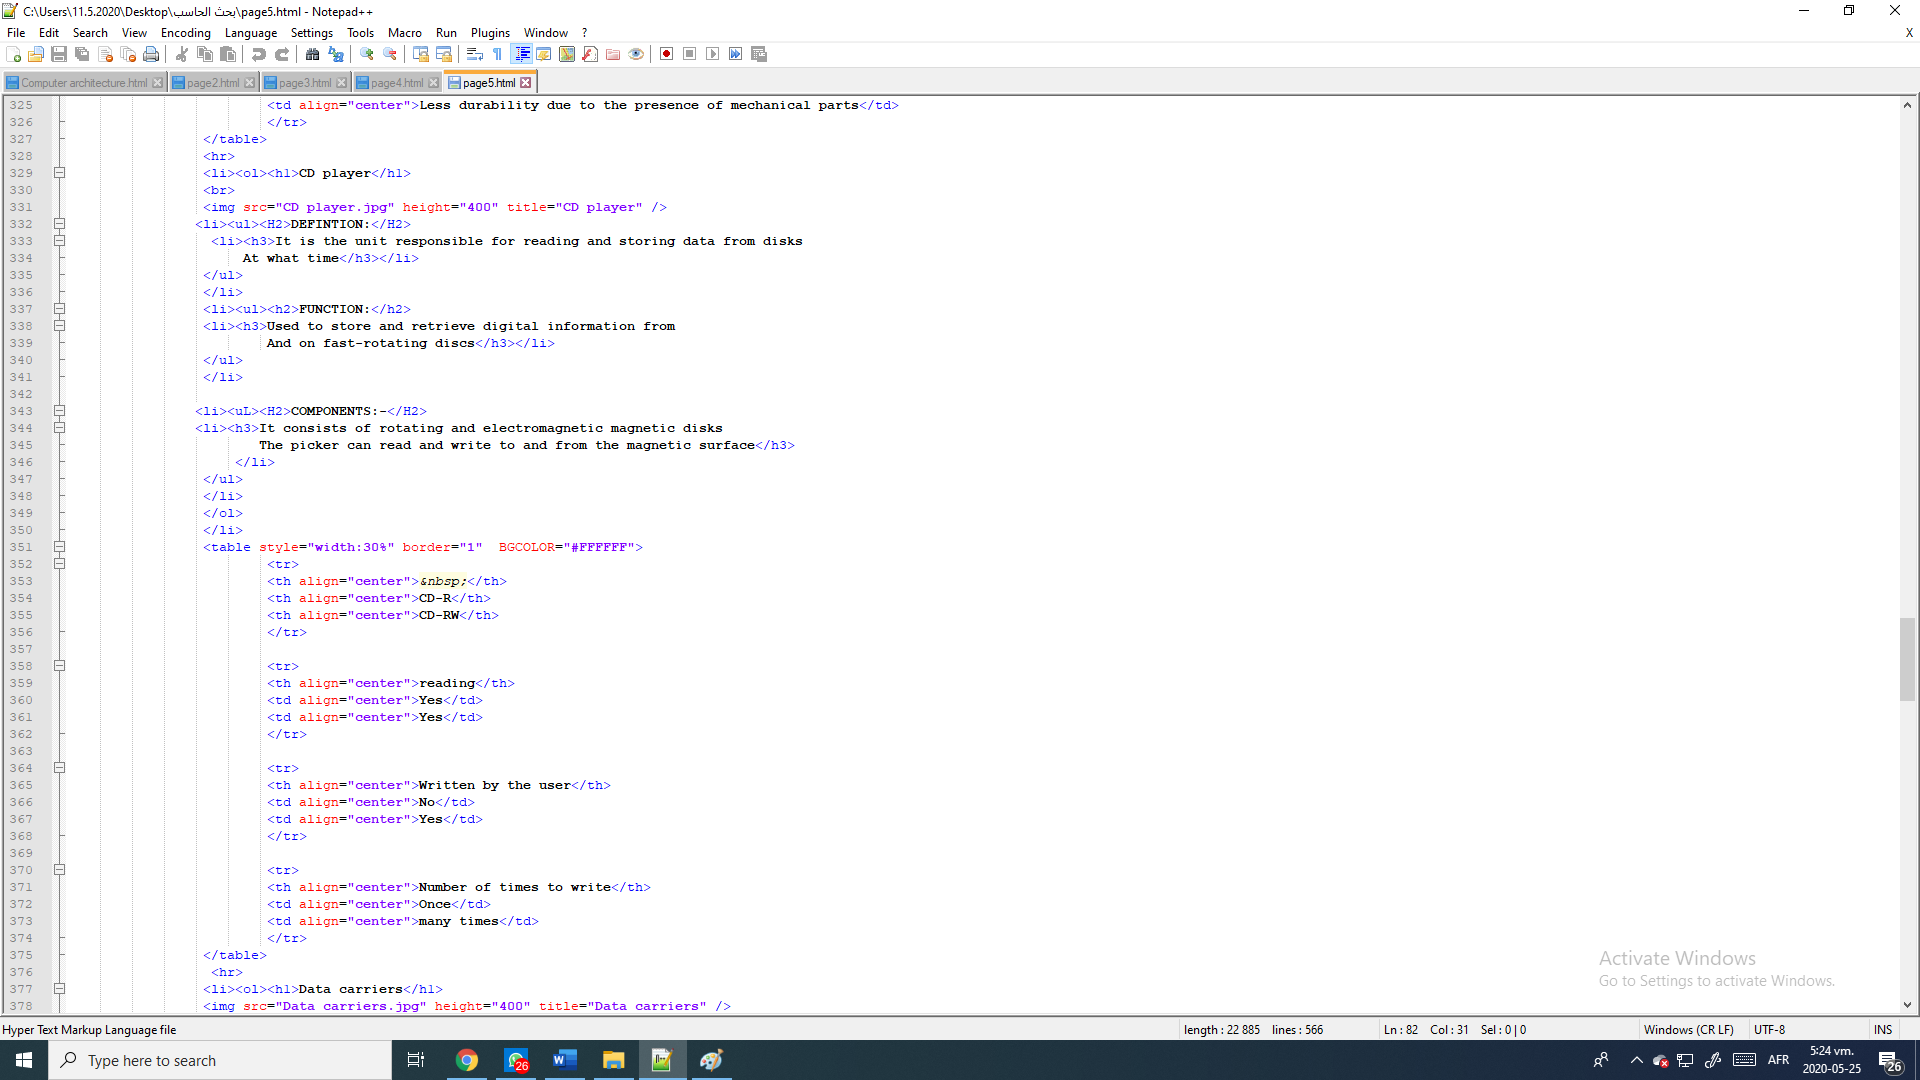 C:\Users\11.5.2020\Desktop\بحث الحاسب\page5.html - Notepad++
File Edit Search View Encoding Language Settings Tools Macro Run Plugins Window ? X
Computer architecture.html page2.html page3.html page4.html page5.html
325 <td align="center">Less durability due to the presence of mechanical parts</td>
326 </tr>
327 </table>
328 <hr>
329 <li><ol><h1>CD player</h1>
330 <br>
331 <img src="CD player.jpg" height="400" title="CD player" />
332 <li><ul><H2>DEFINTION:</H2>
333 <li><h3>It is the unit responsible for reading and storing data from disks
334 At what time</h3></li>
335 </ul>
336 </li>
337 <li><ul><h2>FUNCTION:</h2>
338 <li><h3>Used to store and retrieve digital information from
339 And on fast-rotating discs</h3></li>
340 </ul>
341 </li>
342
343 <li><uL><H2>COMPONENTS:-</H2>
344 <li><h3>It consists of rotating and electromagnetic magnetic disks
345 The picker can read and write to and from the magnetic surface</h3>
346 </li>
347 </ul>
348 </li>
349 </ol>
350 </li>
351 <table style="width:30%" border="1"  BGCOLOR="#FFFFFF">
352 <tr>
353 <th align="center">&nbsp;</th>
354 <th align="center">CD-R</th>
355 <th align="center">CD-RW</th>
356 </tr>
357
358 <tr>
359 <th align="center">reading</th>
360 <td align="center">Yes</td>
361 <td align="center">Yes</td>
362 </tr>
363
364 <tr>
365 <th align="center">Written by the user</th>
366 <td align="center">No</td>
367 <td align="center">Yes</td>
368 </tr>
369
370 <tr>
371 <th align="center">Number of times to write</th>
372 <td align="center">Once</td>
373 <td align="center">many times</td>
374 </tr>
375 </table>
376 <hr>
377 <li><ol><h1>Data carriers</h1>
378 <img src="Data carriers.jpg" height="400" title="Data carriers" />
Activate Windows
Go to Settings to activate Windows.
Hyper Text Markup Language file length : 22 885 lines : 566 Ln : 82 Col : 31 Sel : 0 | 0 Windows (CR LF) UTF-8 INS
Type here to search 26 AFR 5:24 vm. 26
2020-05-25